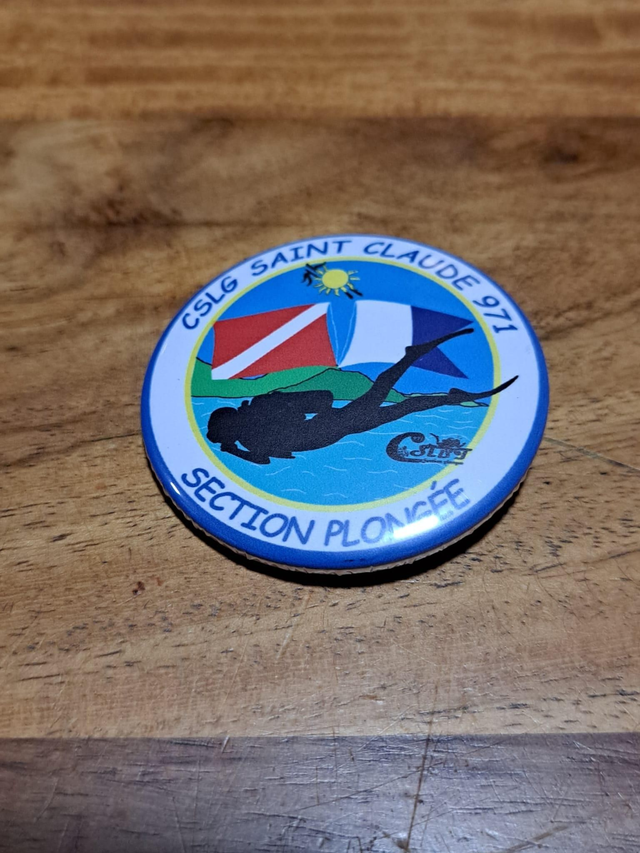 CSLG SAINT CLAUDE 971
SECTION PLONGÉE